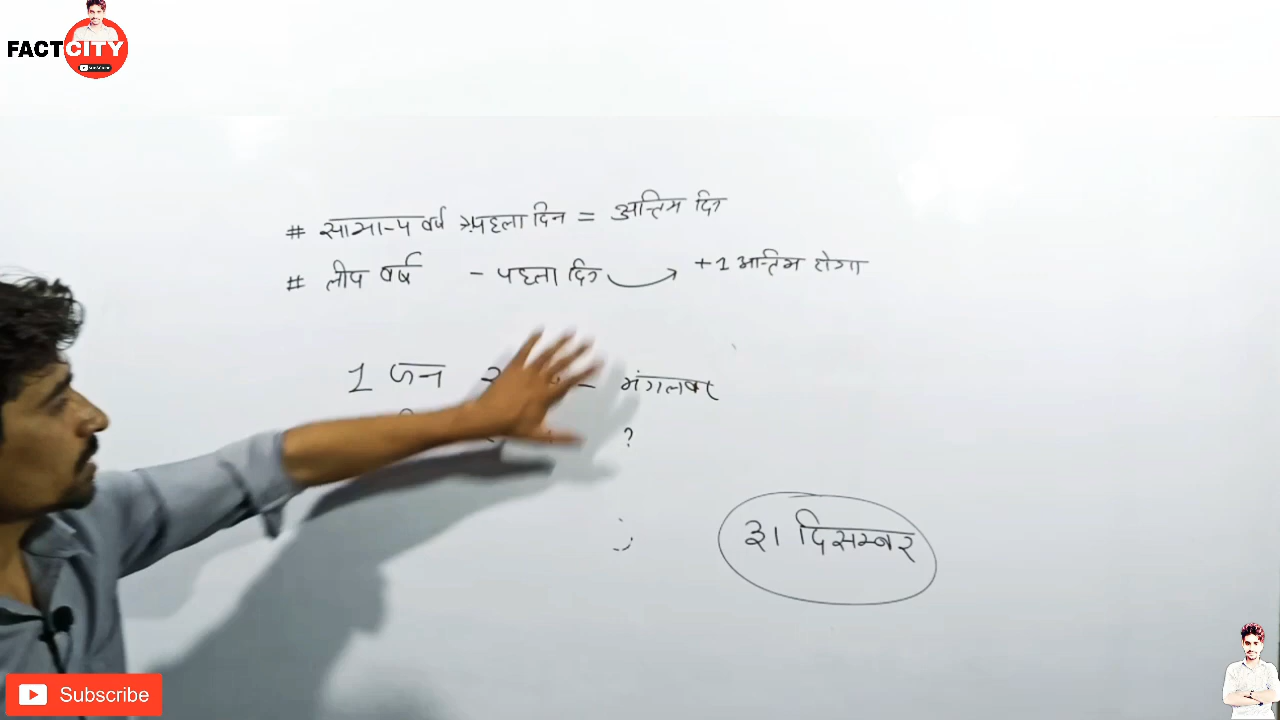 FACTCITY
# सामान्य वर्ष → पहला दिन = अन्तिम दिन
# लीप वर्ष - पहला दिन +1 अन्तिम होगा
1 जन - मंगलवार
?
31 दिसम्बर
Subscribe